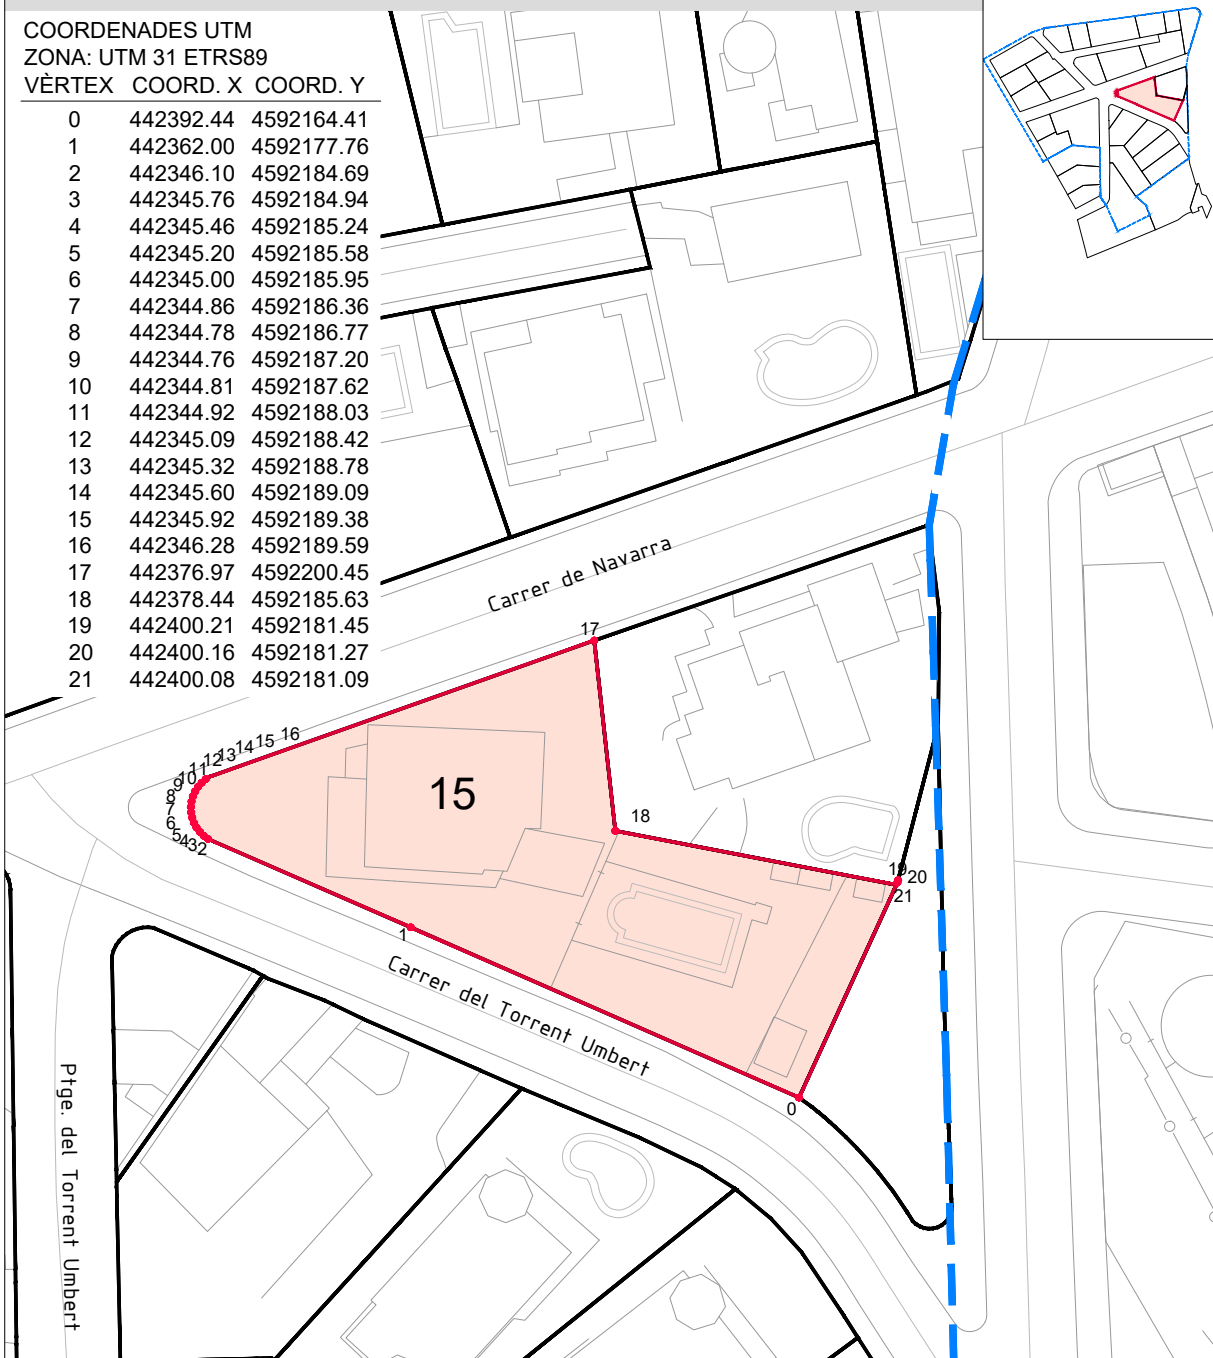 COORDENADES UTM
ZONA: UTM 31 ETRS89
VÈRTEX COORD. X COORD. Y
0 442392.44 4592164.41
1 442362.00 4592177.76
2 442346.10 4592184.69
3 442345.76 4592184.94
4 442345.46 4592185.24
5 442345.20 4592185.58
6 442345.00 4592185.95
7 442344.86 4592186.36
8 442344.78 4592186.77
9 442344.76 4592187.20
10 442344.81 4592187.62
11 442344.92 4592188.03
12 442345.09 4592188.42
13 442345.32 4592188.78
14 442345.60 4592189.09
15 442345.92 4592189.38
16 442346.28 4592189.59
17 442376.97 4592200.45
18 442378.44 4592185.63
19 442400.21 4592181.45
20 442400.16 4592181.27
21 442400.08 4592181.09
Carrer de Navarra
17
16
15
14
13
12
11
10
9
8
7
6
5
4
3
2
15
18
19
20
21
1
0
Carrer del Torrent Umbert
Ptge. del Torrent Umbert